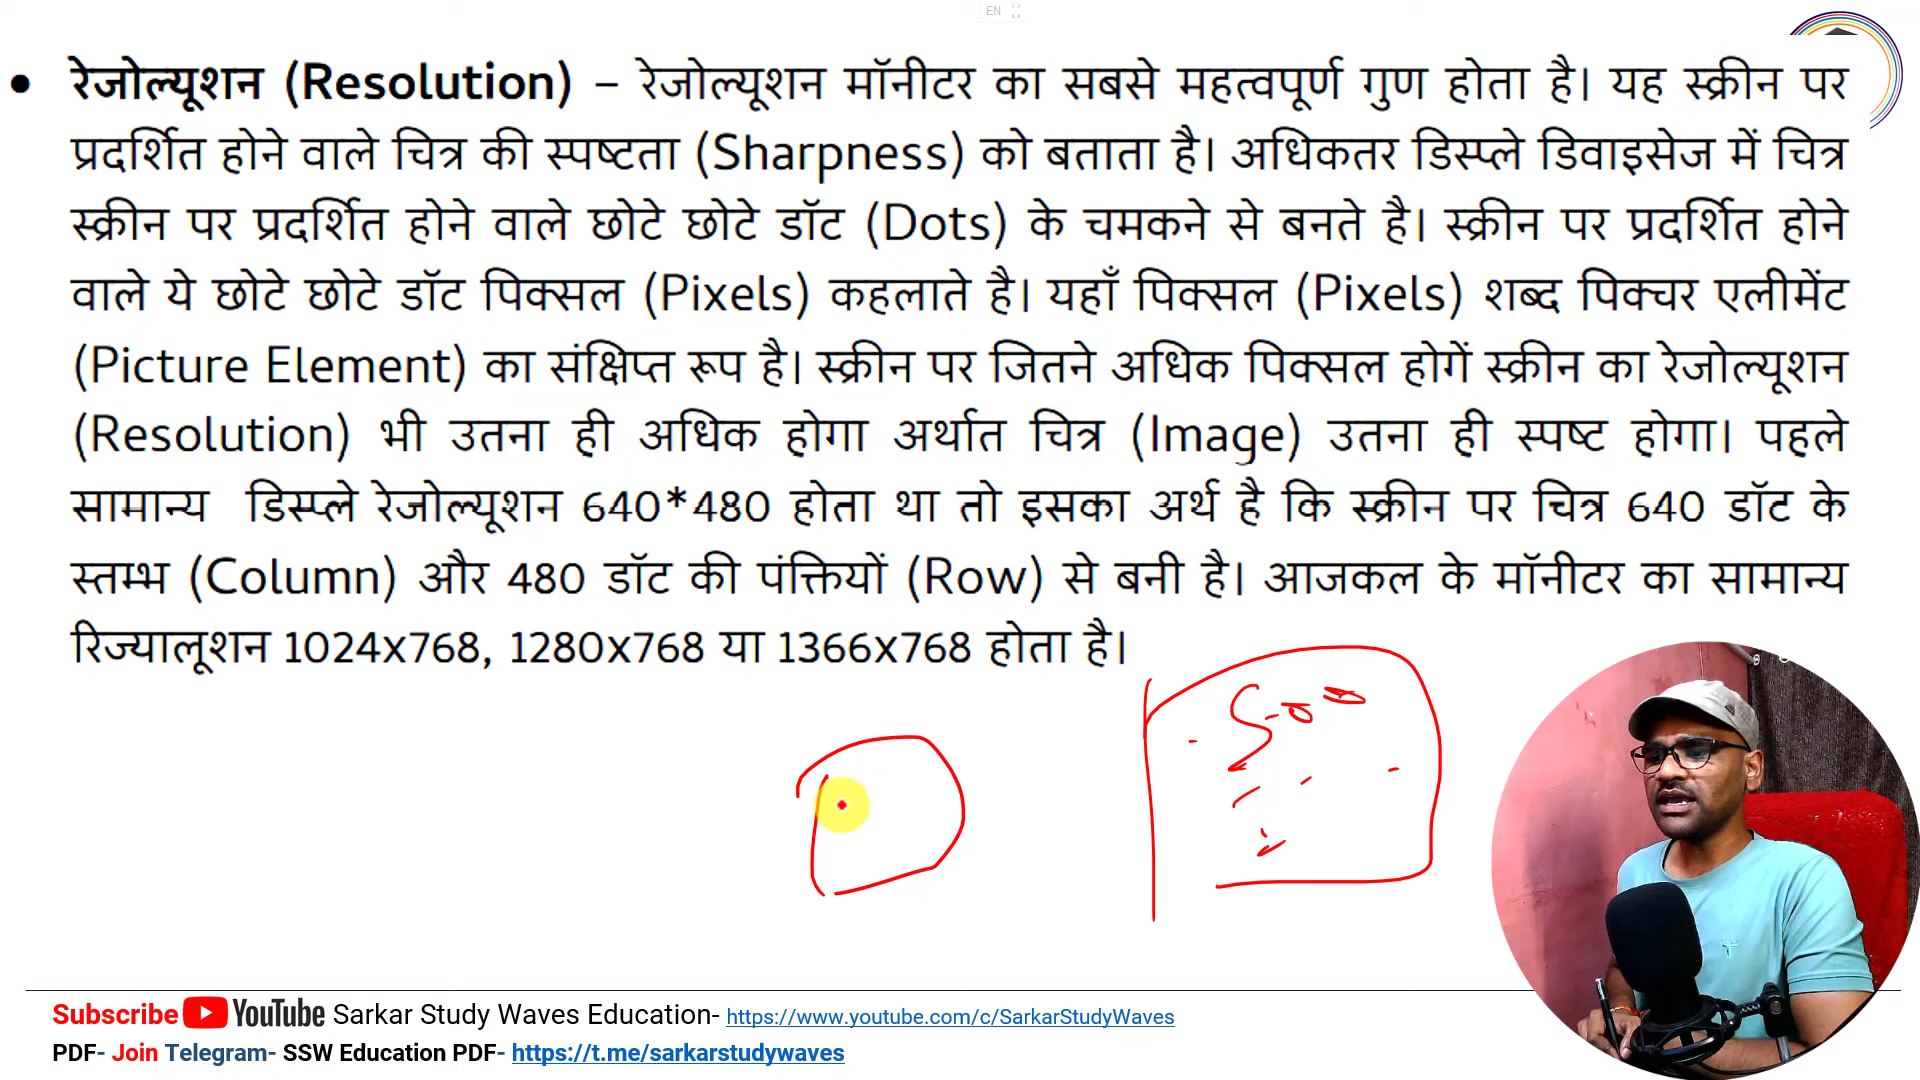 EN
• रेजोल्यूशन (Resolution) – रेजोल्यूशन मॉनीटर का सबसे महत्वपूर्ण गुण होता है। यह स्क्रीन पर
प्रदर्शित होने वाले चित्र की स्पष्टता (Sharpness) को बताता है। अधिकतर डिस्प्ले डिवाइसेज में चित्र
स्क्रीन पर प्रदर्शित होने वाले छोटे छोटे डॉट (Dots) के चमकने से बनते है। स्क्रीन पर प्रदर्शित होने
वाले ये छोटे छोटे डॉट पिक्सल (Pixels) कहलाते है। यहाँ पिक्सल (Pixels) शब्द पिक्चर एलीमेंट
(Picture Element) का संक्षिप्त रूप है। स्क्रीन पर जितने अधिक पिक्सल होगें स्क्रीन का रेजोल्यूशन
(Resolution) भी उतना ही अधिक होगा अर्थात चित्र (Image) उतना ही स्पष्ट होगा। पहले
सामान्य डिस्प्ले रेजोल्यूशन 640*480 होता था तो इसका अर्थ है कि स्क्रीन पर चित्र 640 डॉट के
स्तम्भ (Column) और 480 डॉट की पंक्तियों (Row) से बनी है। आजकल के मॉनीटर का सामान्य
रिज्यालूशन 1024x768, 1280x768 या 1366x768 होता है।
500
Subscribe YouTube Sarkar Study Waves Education- https://www.youtube.com/c/SarkarStudyWaves
PDF- Join Telegram- SSW Education PDF- https://t.me/sarkarstudywaves